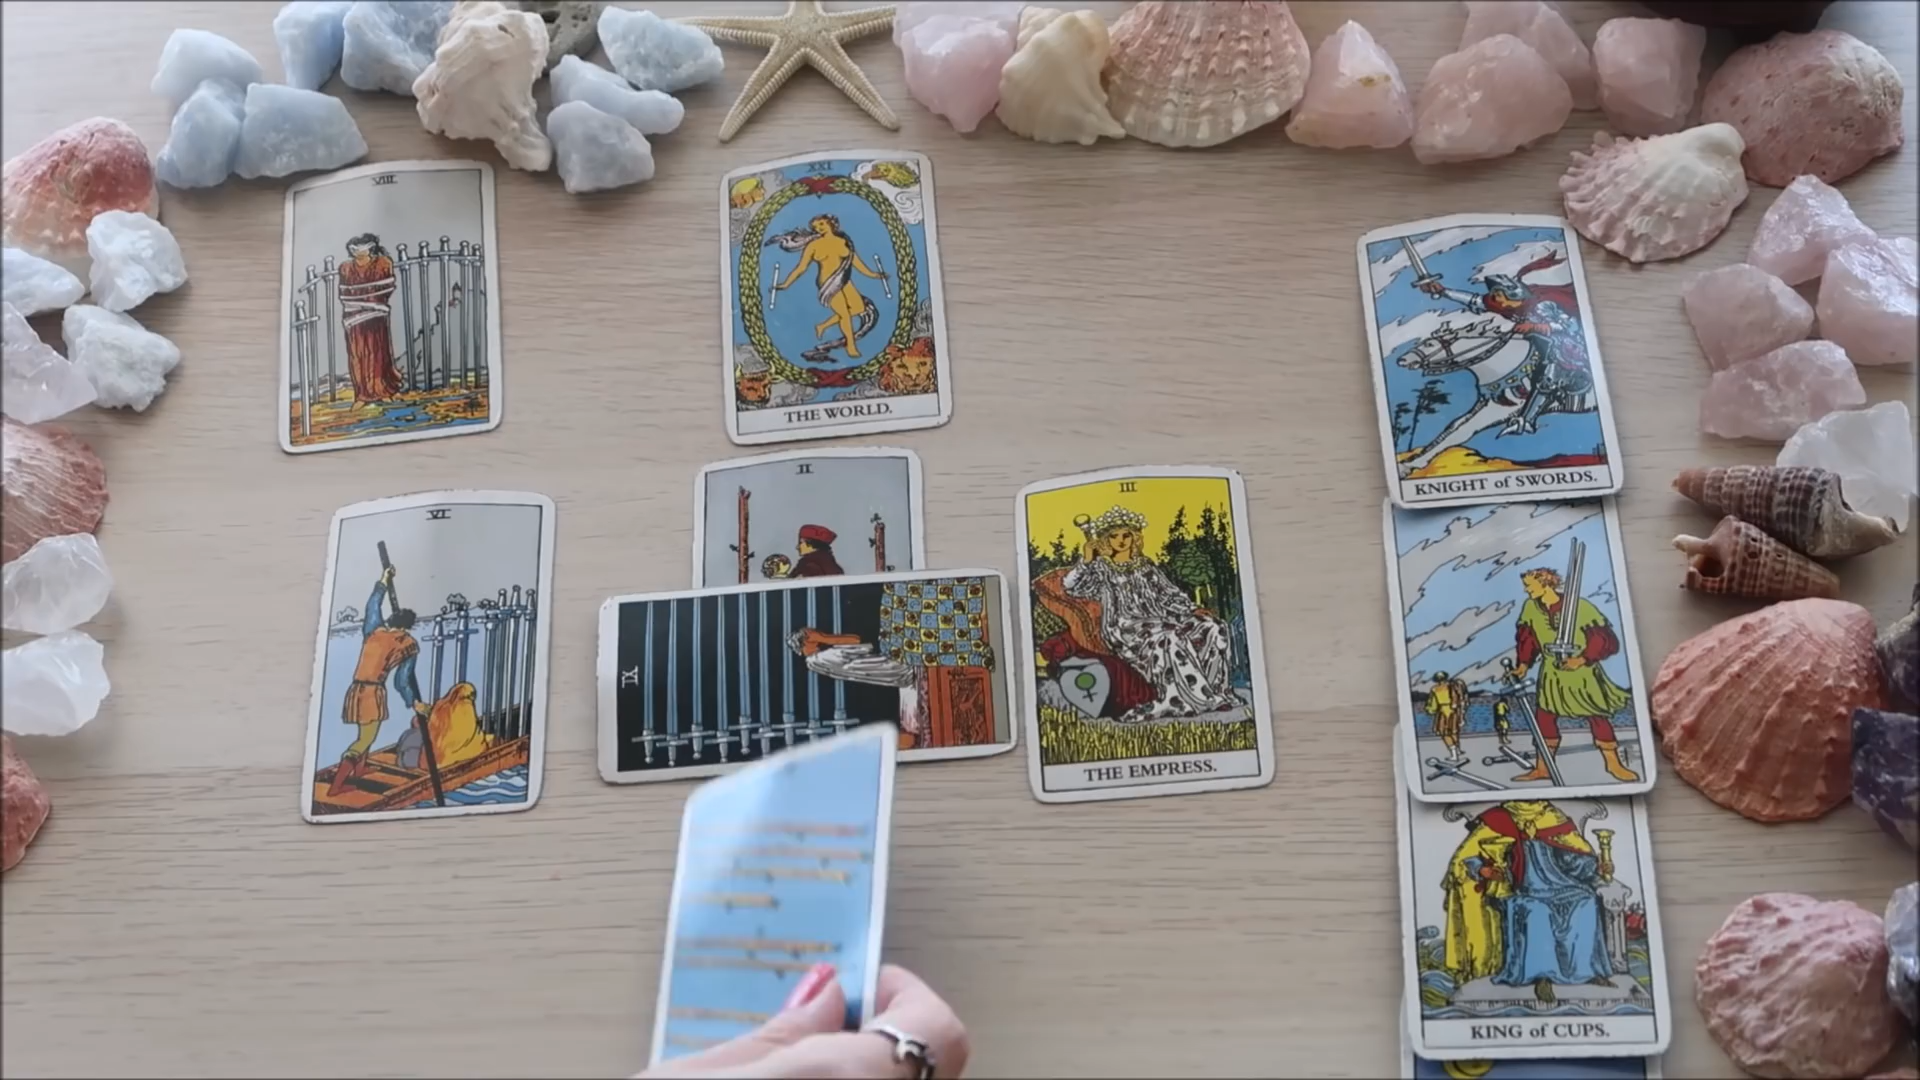 VIII
XXI
THE WORLD.
KNIGHT of SWORDS.
VI
II
III
IX
THE EMPRESS.
KING of CUPS.